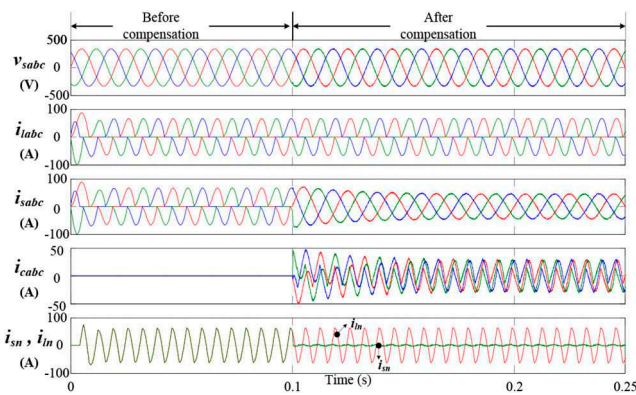 Before
compensation
After
compensation
500
v_sabc
0
(V)
-500
100
i_labc
0
(A)
-100
100
i_sabc
0
(A)
-100
50
i_cabc
0
(A)
-50
100
i_sn , i_ln
0
(A)
-100
i_ln
i_sn
0
0.1
Time (s)
0.2
0.25